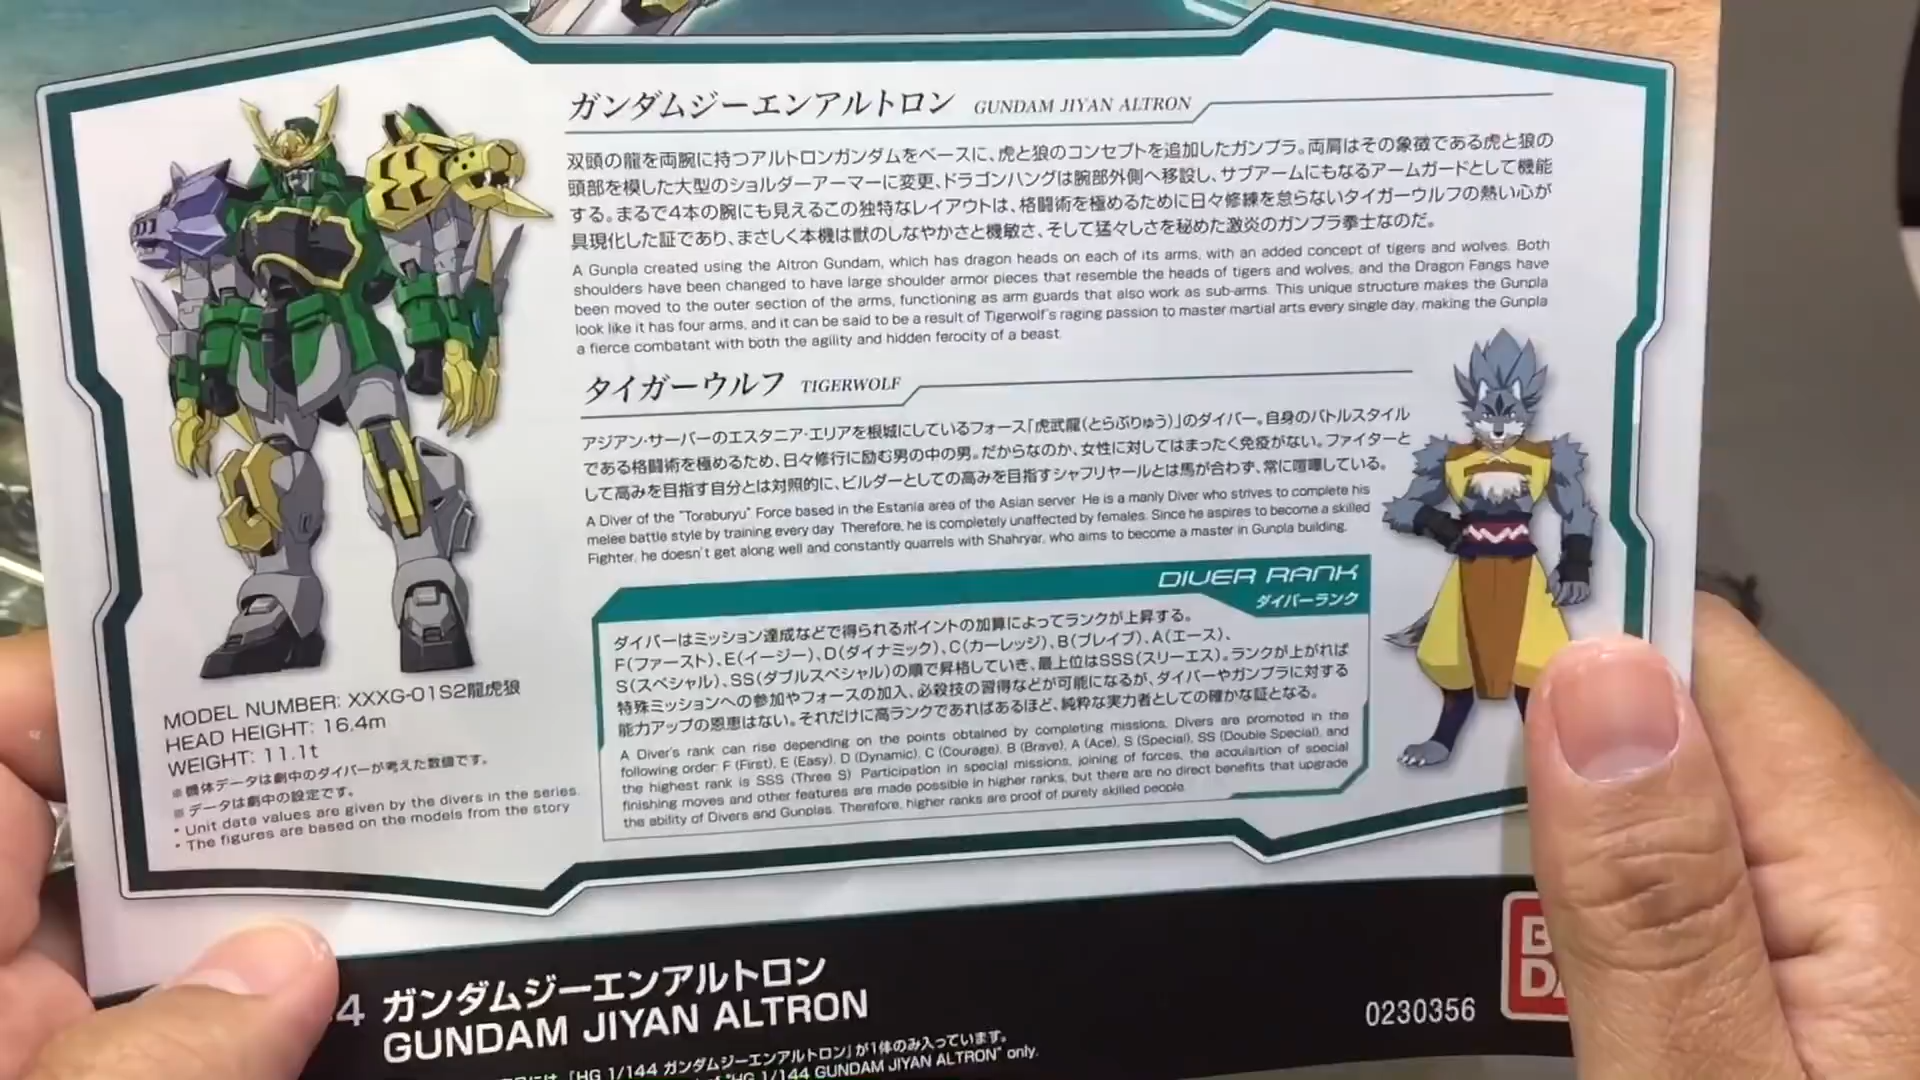 ガンダムジーエンアルトロン GUNDAM JIYAN ALTRON
双頭の龍を両腕に持つアルトロンガンダムをベースに、虎と狼のコンセプトを追加したガンプラ。両肩はその象徴である虎と狼の
頭部を模した大型のショルダーアーマーに変更、ドラゴンハングは腕部外側へ移設し、サブアームにもなるアームガードとして機能
する。まるで4本の腕にも見えるこの独特なレイアウトは、格闘術を極めるために日々修練を怠らないタイガーウルフの熱い心が
具現化した証であり、まさしく本機は獣のしなやかさと機敏さ、そして猛々しさを秘めた激炎のガンプラ拳士なのだ。
A Gunpla created using the Altron Gundam, which has dragon heads on each of its arms, with an added concept of tigers and wolves. Both
shoulders have been changed to have large shoulder armor pieces that resemble the heads of tigers and wolves, and the Dragon Fangs have
been moved to the outer section of the arms, functioning as arm guards that also work as sub-arms. This unique structure makes the Gunpla
look like it has four arms, and it can be said to be a result of Tigerwolf's raging passion to master martial arts every single day, making the Gunpla
a fierce combatant with both the agility and hidden ferocity of a beast.
タイガーウルフ TIGERWOLF
アジアン・サーバーのエスタニア・エリアを根城にしているフォース「虎武龍(とらぶりゅう)」のダイバー。自身のバトルスタイル
である格闘術を極めるため、日々修行に励む男の中の男。だからなのか、女性に対してはまったく免疫がない。ファイターと
して高みを目指す自分とは対照的に、ビルダーとしての高みを目指すシャフリヤールとは馬が合わず、常に喧嘩している。
A Diver of the "Toraburyu" Force based in the Estania area of the Asian server. He is a manly Diver who strives to complete his
melee battle style by training every day. Therefore, he is completely unaffected by females. Since he aspires to become a skilled
Fighter, he doesn't get along well and constantly quarrels with Shahryar, who aims to become a master in Gunpla building.
DIVER RANK
ダイバーランク
ダイバーはミッション達成などで得られるポイントの加算によってランクが上昇する。
F(ファースト)、E(イージー)、D(ダイナミック)、C(カーレッジ)、B(ブレイブ)、A(エース)、
S(スペシャル)、SS(ダブルスペシャル)の順で昇格していき、最上位はSSS(スリーエス)。ランクが上がれば
特殊ミッションへの参加やフォースの加入、必殺技の習得などが可能になるが、ダイバーやガンプラに対する
能力アップの恩恵はない。それだけに高ランクであればあるほど、純粋な実力者としての確かな証となる。
A Diver's rank can rise depending on the points obtained by completing missions. Divers are promoted in the
following order: F (First), E (Easy), D (Dynamic), C (Courage), B (Brave), A (Ace), S (Special), SS (Double Special), and
the highest rank is SSS (Three S). Participation in special missions, joining of forces, the acquisition of special
finishing moves and other features are made possible in higher ranks, but there are no direct benefits that upgrade
the ability of Divers and Gunplas. Therefore, higher ranks are proof of purely skilled people.
MODEL NUMBER: XXXG-01S2龍虎狼
HEAD HEIGHT: 16.4m
WEIGHT: 11.1t
※機体データは劇中のダイバーが考えた数値です。
※データは劇中の設定です。
* Unit data values are given by the divers in the series.
* The figures are based on the models from the story
4 ガンダムジーエンアルトロン
GUNDAM JIYAN ALTRON
0230356
「HG 1/144 ガンダムジーエンアルトロン」が1体のみ入っています。
"HG 1/144 GUNDAM JIYAN ALTRON" only.